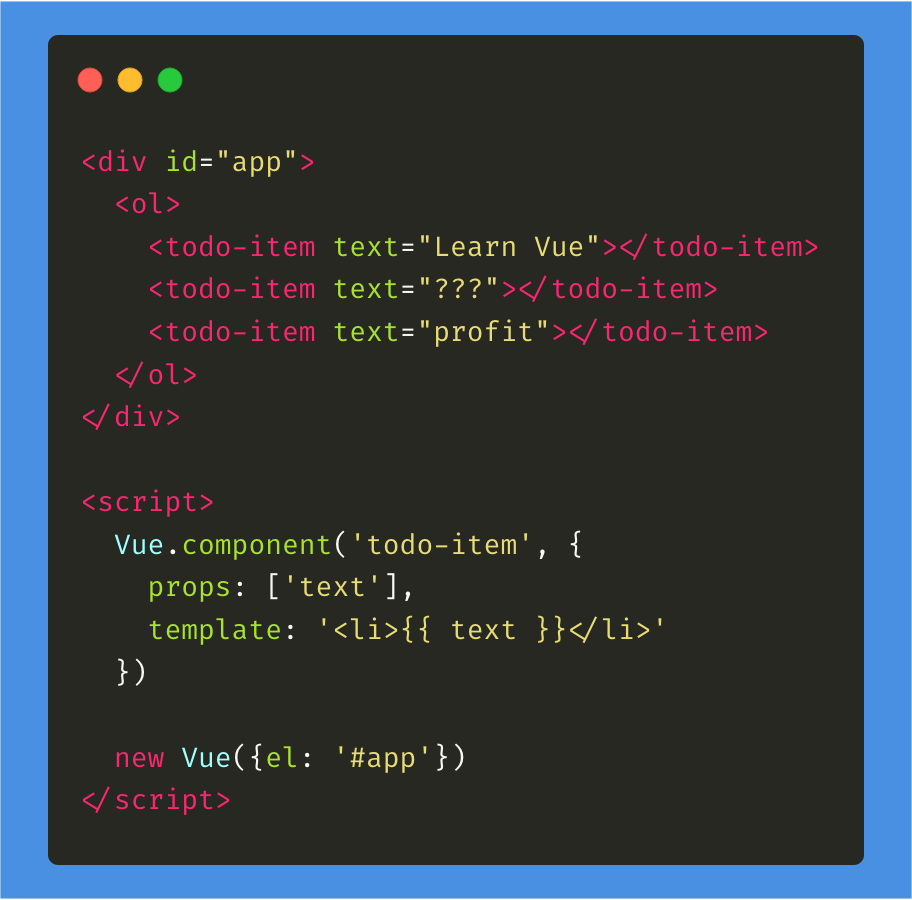 <div id="app">
  <ol>
    <todo-item text="Learn Vue"></todo-item>
    <todo-item text="???"></todo-item>
    <todo-item text="profit"></todo-item>
  </ol>
</div>

<script>
  Vue.component('todo-item', {
    props: ['text'],
    template: '<li>{{ text }}</li>'
  })

  new Vue({el: '#app'})
</script>